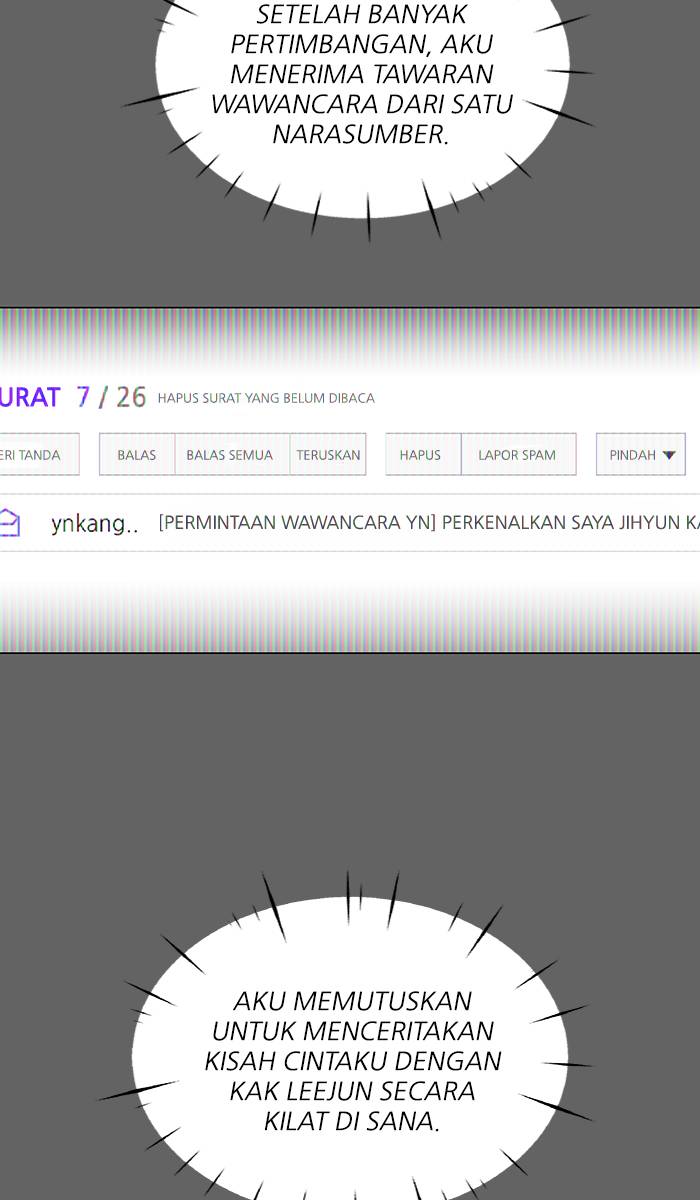 SETELAH BANYAK
PERTIMBANGAN, AKU
MENERIMA TAWARAN
WAWANCARA DARI SATU
NARASUMBER.
URAT 7 / 26 HAPUS SURAT YANG BELUM DIBACA
ERI TANDA BALAS BALAS SEMUA TERUSKAN HAPUS LAPOR SPAM PINDAH
ynkang.. [PERMINTAAN WAWANCARA YN] PERKENALKAN SAYA JIHYUN KA
AKU MEMUTUSKAN
UNTUK MENCERITAKAN
KISAH CINTAKU DENGAN
KAK LEEJUN SECARA
KILAT DI SANA.